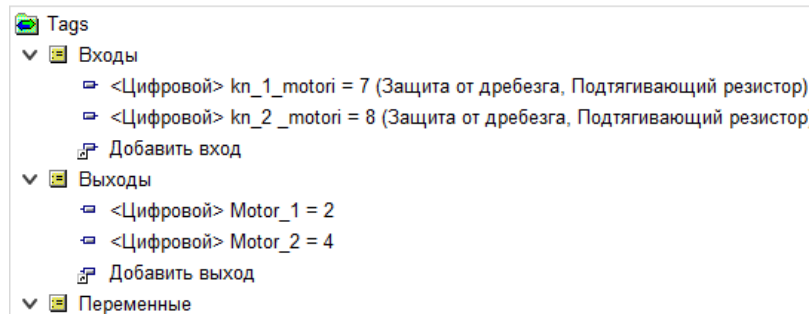 Tags
Входы
<Цифровой> kn_1_motori = 7 (Защита от дребезга, Подтягивающий резистор)
<Цифровой> kn_2 _motori = 8 (Защита от дребезга, Подтягивающий резистор)
Добавить вход
Выходы
<Цифровой> Motor_1 = 2
<Цифровой> Motor_2 = 4
Добавить выход
Переменные